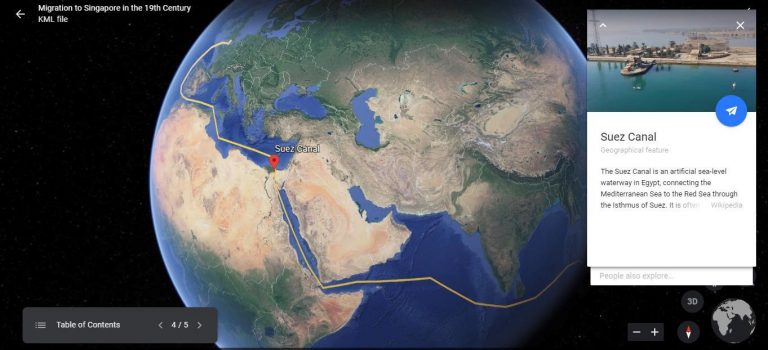 Migration to Singapore in the 19th Century
KML file
Suez Canal
Suez Canal
Geographical feature
The Suez Canal is an artificial sea-level
waterway in Egypt, connecting the
Mediterranean Sea to the Red Sea through
the Isthmus of Suez. It is often Wikipedia
People also explore...
3D
Table of Contents
4 / 5